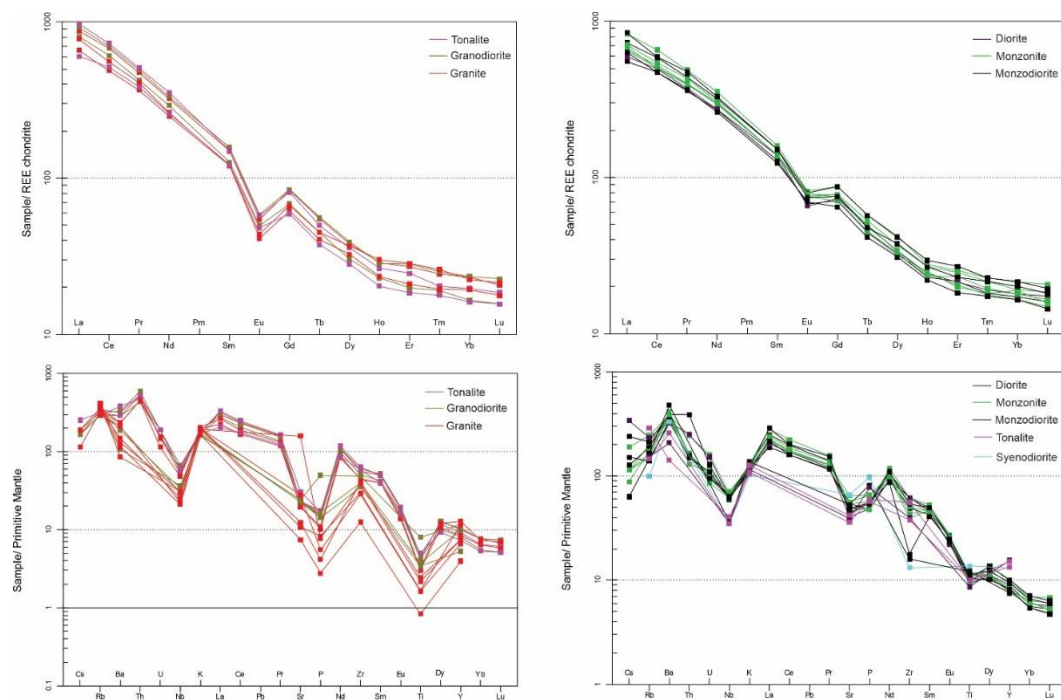 1000
Tonalite
Granodiorite
Granite
Sample/ REE chondrite
100
10
La Pr Pm Eu Tb Ho Tm Lu
Ce Nd Sm Gd Dy Er Yb
1000
Diorite
Monzonite
Monzodiorite
Sample/ REE chondrite
100
10
La Pr Pm Eu Tb Ho Tm Lu
Ce Nd Sm Gd Dy Er Yb
1000
Tonalite
Granodiorite
Granite
Sample/ Primitive Mantle
100
10
1
0.1
Cs Ba U K Ce Pr P Zr Eu Dy Yb
Rb Th Nb La Pb Sr Nd Sm Ti Y Lu
1000
Diorite
Monzonite
Monzodiorite
Tonalite
Syenodiorite
Sample/ Primitive Mantle
100
10
1
Cs Ba U K Ce Pr P Zr Eu Dy Yb
Rb Th Nb La Pb Sr Nd Sm Ti Y Lu